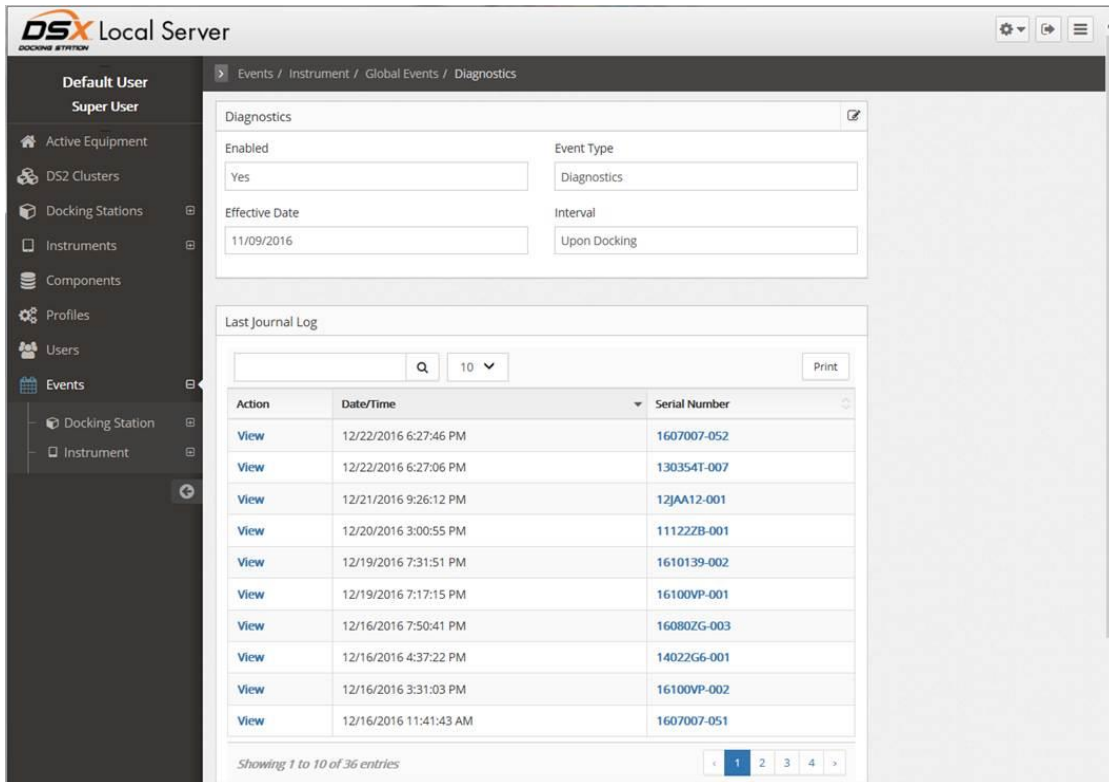 DSX Local Server
DOCKING STATION
Default User
Super User
Active Equipment
DS2 Clusters
Docking Stations
Instruments
Components
Profiles
Users
Events
Docking Station
Instrument
Events / Instrument / Global Events / Diagnostics
Diagnostics
Enabled Event Type
Yes Diagnostics
Effective Date Interval
11/09/2016 Upon Docking
Last Journal Log
10 Print
Action Date/Time Serial Number
View 12/22/2016 6:27:46 PM 1607007-052
View 12/22/2016 6:27:06 PM 130354T-007
View 12/21/2016 9:26:12 PM 12JAA12-001
View 12/20/2016 3:00:55 PM 11122ZB-001
View 12/19/2016 7:31:51 PM 1610139-002
View 12/19/2016 7:17:15 PM 16100VP-001
View 12/16/2016 7:50:41 PM 16080ZG-003
View 12/16/2016 4:37:22 PM 14022G6-001
View 12/16/2016 3:31:03 PM 16100VP-002
View 12/16/2016 11:41:43 AM 1607007-051
Showing 1 to 10 of 36 entries ‹ 1 2 3 4 ›